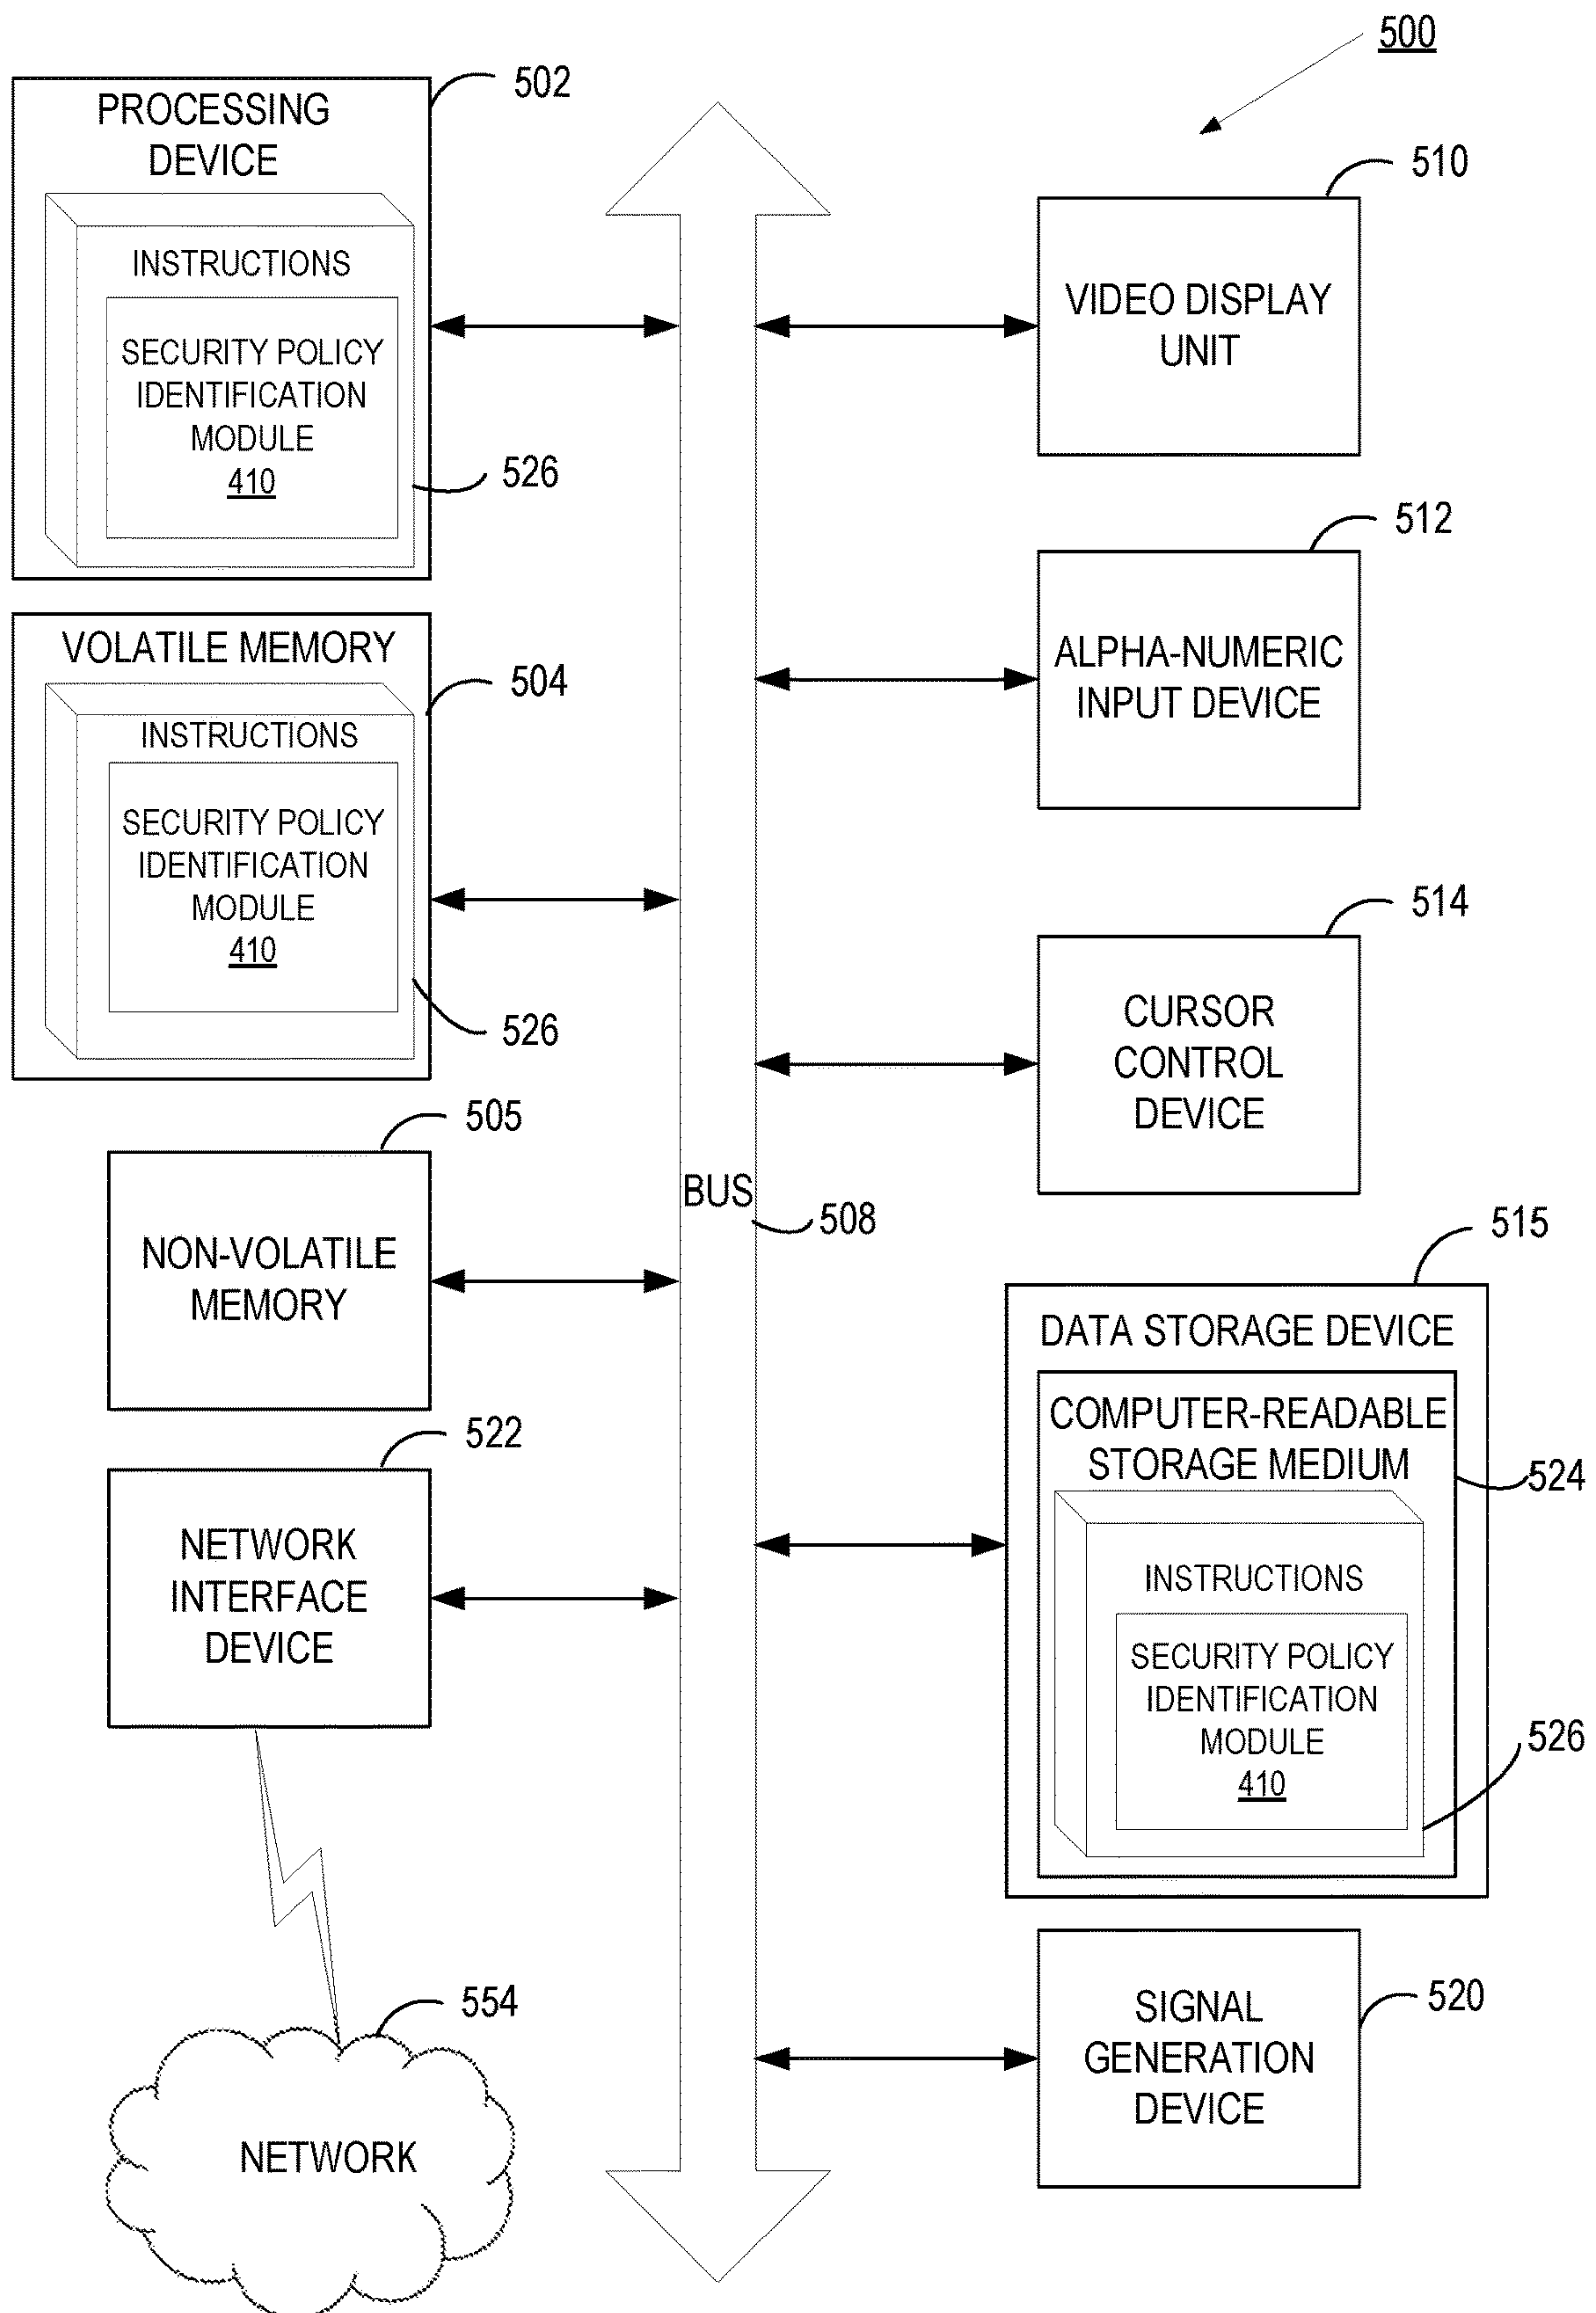 500
502
PROCESSING
DEVICE
INSTRUCTIONS
SECURITY POLICY
IDENTIFICATION
MODULE
410
526
VOLATILE MEMORY
504
INSTRUCTIONS
SECURITY POLICY
IDENTIFICATION
MODULE
410
526
505
NON-VOLATILE
MEMORY
522
NETWORK
INTERFACE
DEVICE
554
NETWORK
BUS
508
510
VIDEO DISPLAY
UNIT
512
ALPHA-NUMERIC
INPUT DEVICE
514
CURSOR
CONTROL
DEVICE
515
DATA STORAGE DEVICE
COMPUTER-READABLE
STORAGE MEDIUM
524
INSTRUCTIONS
SECURITY POLICY
IDENTIFICATION
MODULE
410
526
SIGNAL
GENERATION
DEVICE
520